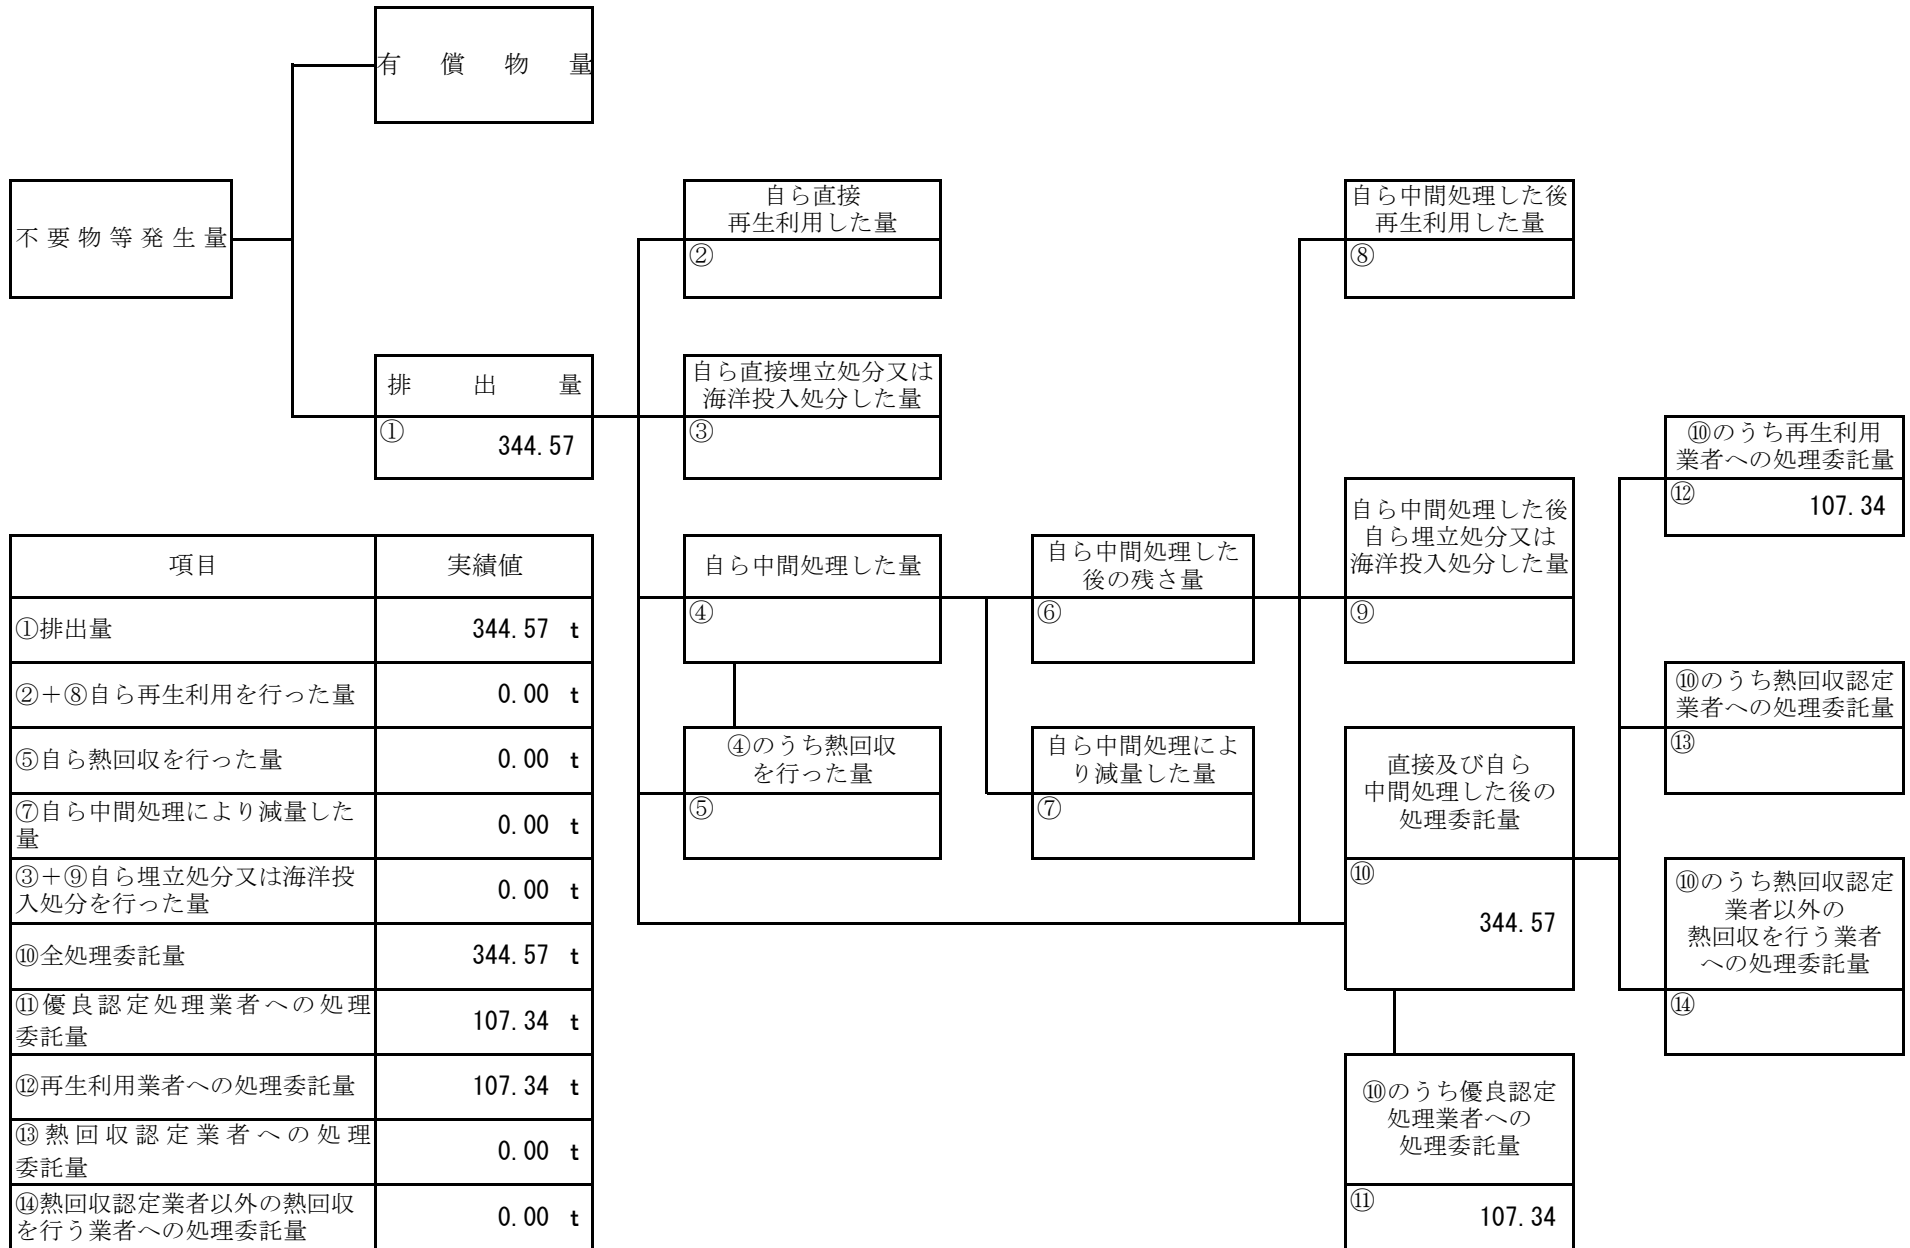 有償物量
不要物等発生量
排出量
①
344.57
自ら直接
再生利用した量
②
自ら直接埋立処分又は
海洋投入処分した量
③
自ら中間処理した量
④
④のうち熱回収
を行った量
⑤
自ら中間処理した
後の残さ量
⑥
自ら中間処理によ
り減量した量
⑦
自ら中間処理した後
再生利用した量
⑧
自ら中間処理した後
自ら埋立処分又は
海洋投入処分した量
⑨
直接及び自ら
中間処理した後の
処理委託量
⑩
344.57
⑩のうち優良認定
処理業者への
処理委託量
⑪
107.34
⑩のうち再生利用
業者への処理委託量
⑫
107.34
⑩のうち熱回収認定
業者への処理委託量
⑬
⑩のうち熱回収認定
業者以外の
熱回収を行う業者
への処理委託量
⑭
項目 実績値
①排出量 344.57 t
②+⑧自ら再生利用を行った量 0.00 t
⑤自ら熱回収を行った量 0.00 t
⑦自ら中間処理により減量した
量 0.00 t
③+⑨自ら埋立処分又は海洋投
入処分を行った量 0.00 t
⑩全処理委託量 344.57 t
⑪優良認定処理業者への処理
委託量 107.34 t
⑫再生利用業者への処理委託量 107.34 t
⑬熱回収認定業者への処理
委託量 0.00 t
⑭熱回収認定業者以外の熱回収
を行う業者への処理委託量 0.00 t